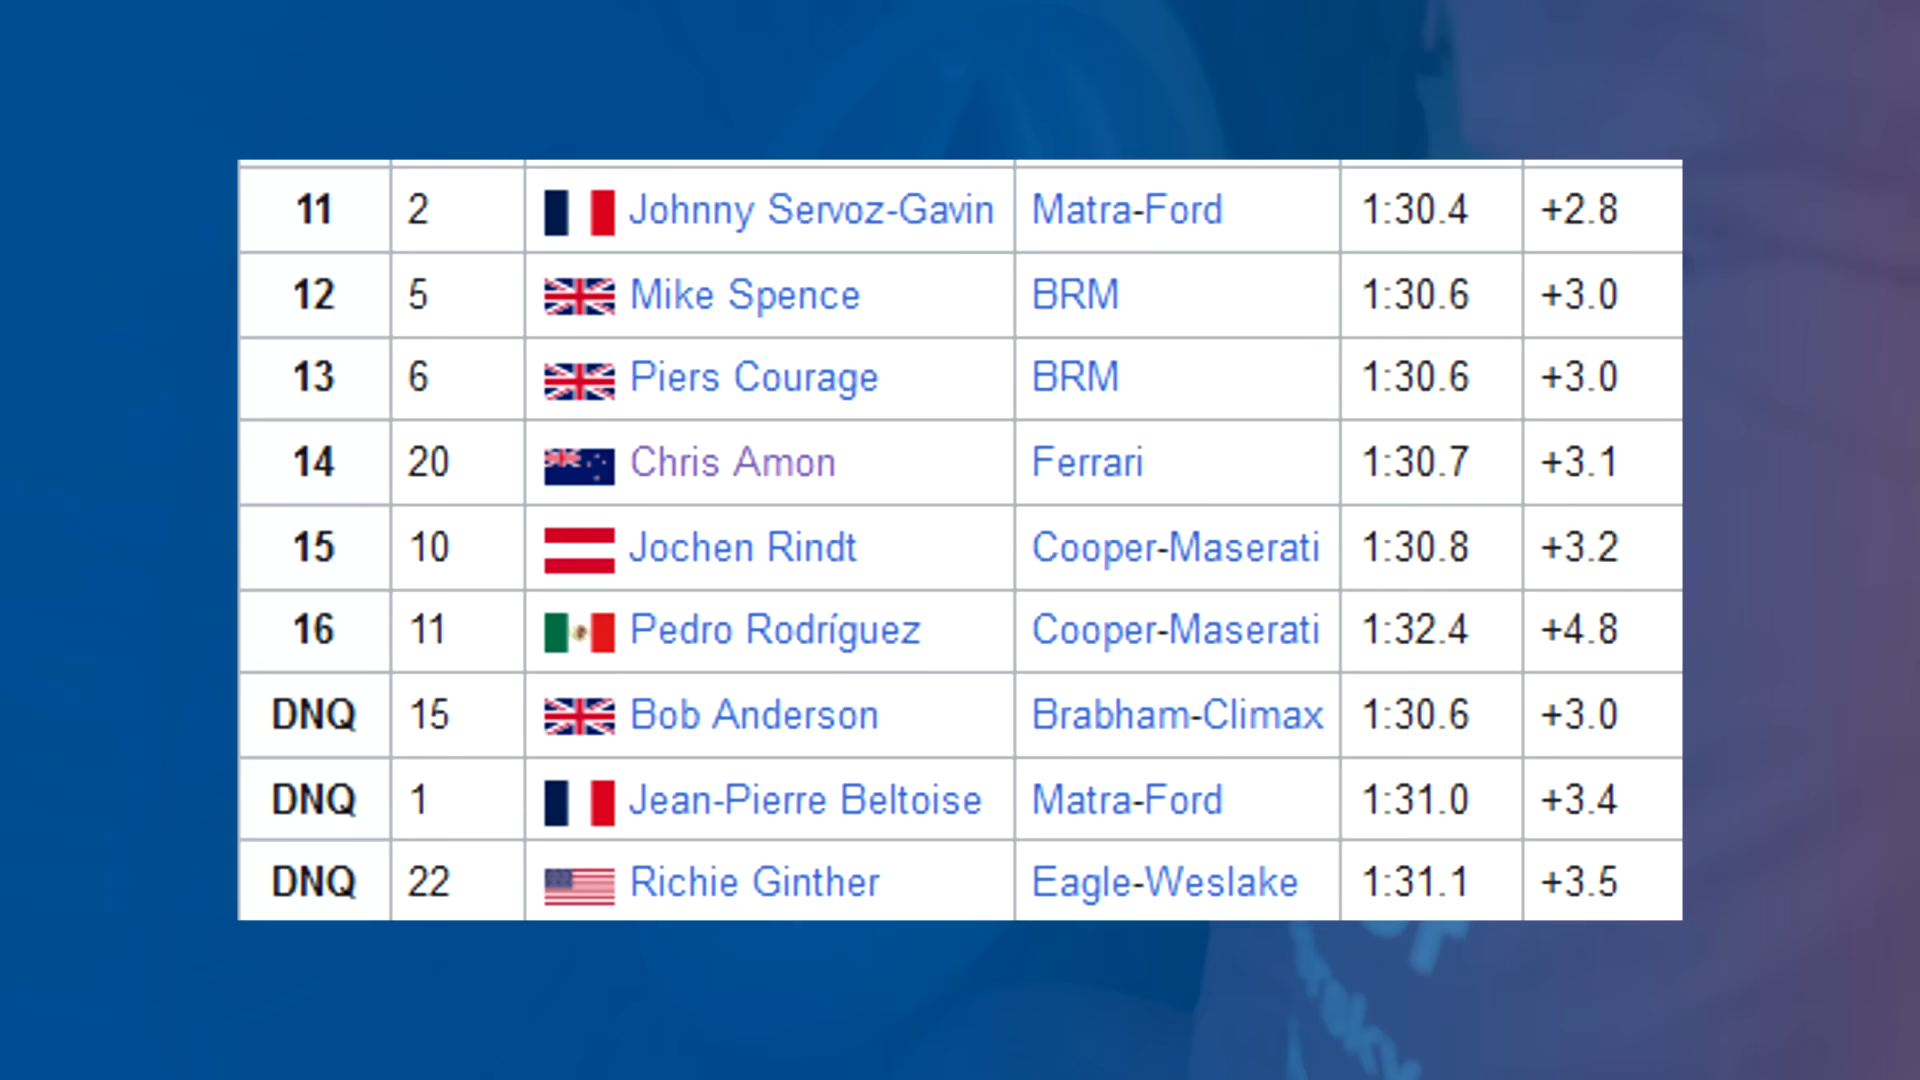 11 2 Johnny Servoz-Gavin Matra-Ford 1:30.4 +2.8
12 5 Mike Spence BRM 1:30.6 +3.0
13 6 Piers Courage BRM 1:30.6 +3.0
14 20 Chris Amon Ferrari 1:30.7 +3.1
15 10 Jochen Rindt Cooper-Maserati 1:30.8 +3.2
16 11 Pedro Rodríguez Cooper-Maserati 1:32.4 +4.8
DNQ 15 Bob Anderson Brabham-Climax 1:30.6 +3.0
DNQ 1 Jean-Pierre Beltoise Matra-Ford 1:31.0 +3.4
DNQ 22 Richie Ginther Eagle-Weslake 1:31.1 +3.5